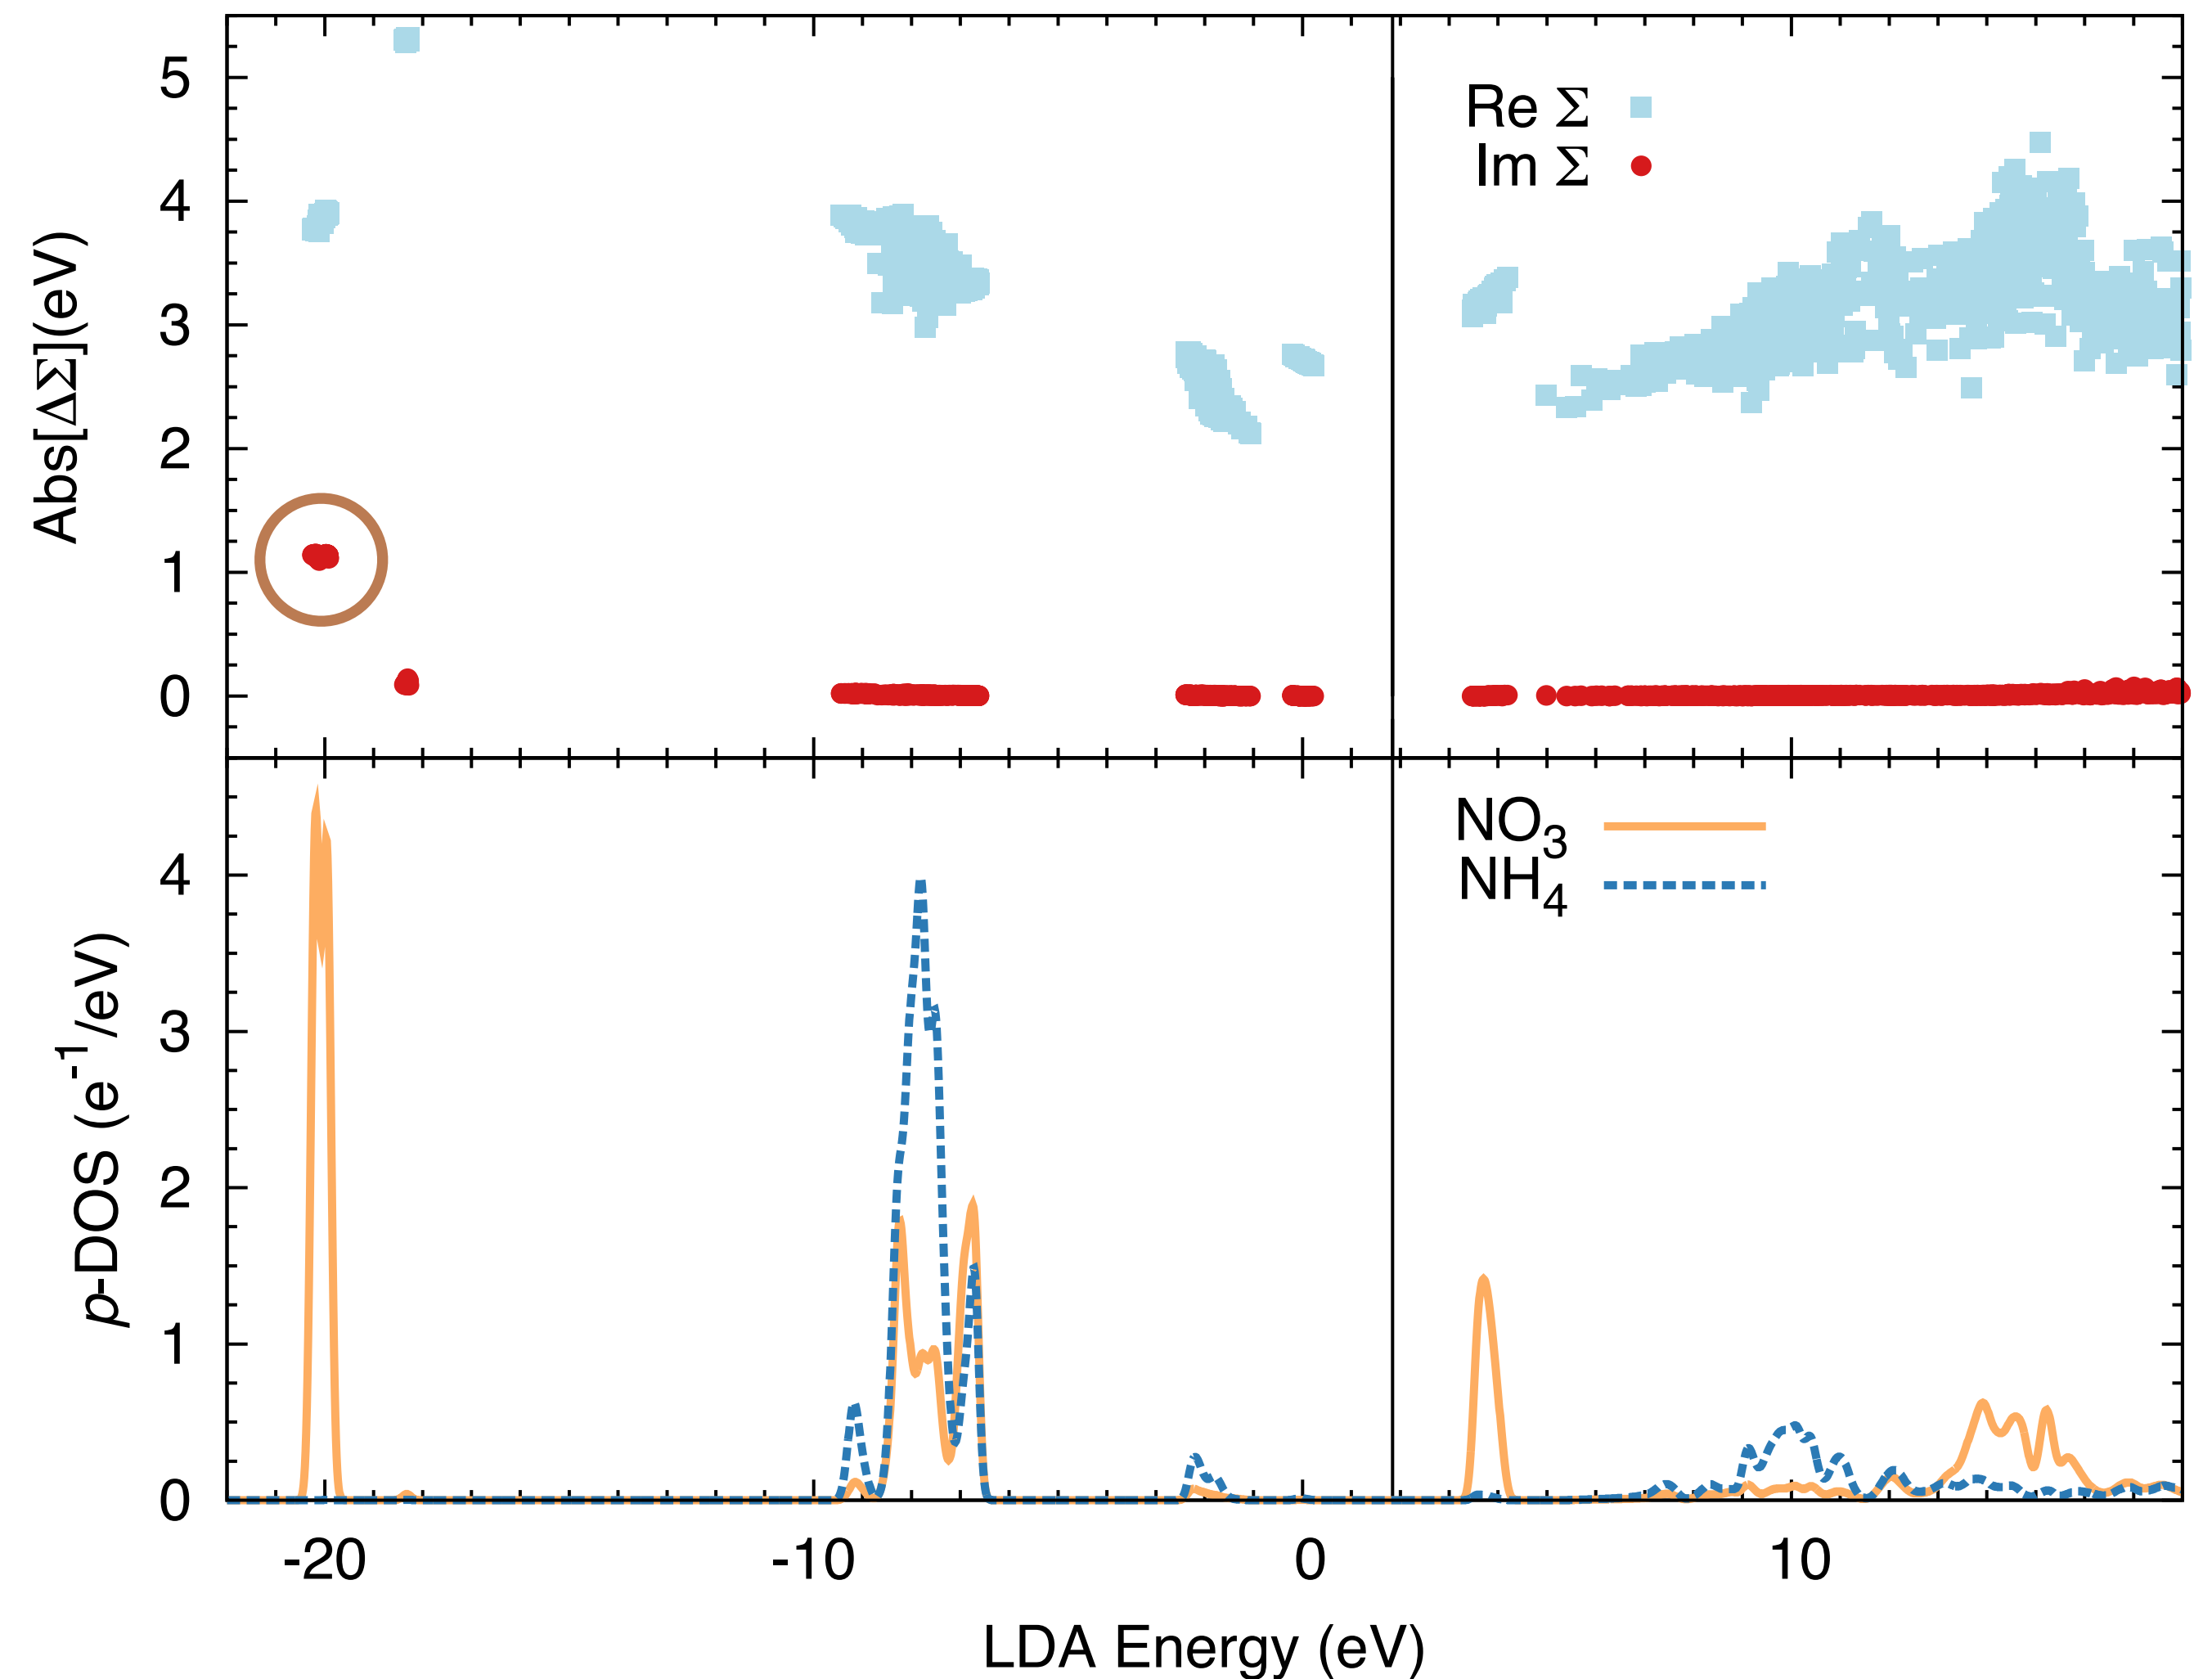 5
4
3
2
1
0
Abs[ΔΣ](eV)
Re Σ
Im Σ
4
3
2
1
0
p-DOS (e⁻¹/eV)
NO₃
NH₄
-20 -10 0 10
LDA Energy (eV)